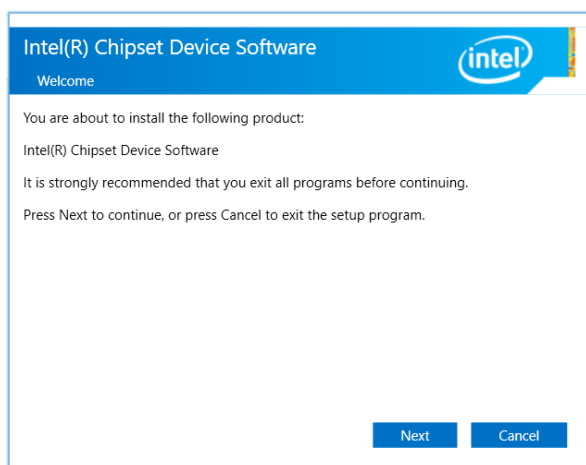 Intel(R) Chipset Device Software
intel
Welcome
You are about to install the following product:
Intel(R) Chipset Device Software
It is strongly recommended that you exit all programs before continuing.
Press Next to continue, or press Cancel to exit the setup program.
Next
Cancel